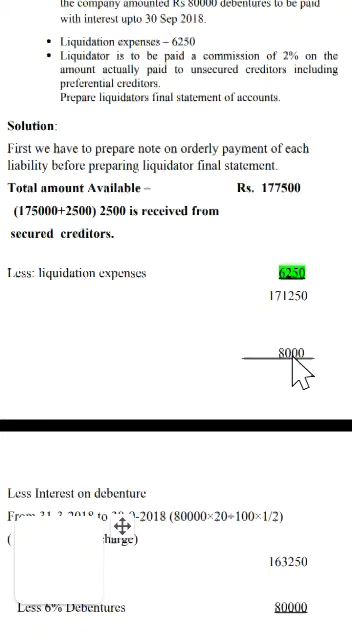 the company amounted Rs 80000 debentures to be paid
with interest upto 30 Sep 2018.
• Liquidation expenses – 6250
• Liquidator is to be paid a commission of 2% on the
amount actually paid to unsecured creditors including
preferential creditors.
Prepare liquidators final statement of accounts.
Solution:
First we have to prepare note on orderly payment of each
liability before preparing liquidator final statement.
Total amount Available – Rs. 177500
(175000+2500) 2500 is received from
secured creditors.
Less: liquidation expenses 6250
171250
8000
Less Interest on debenture
to -2018 (80000×20÷100×1/2)
(
163250
Less 6% Debentures 80000